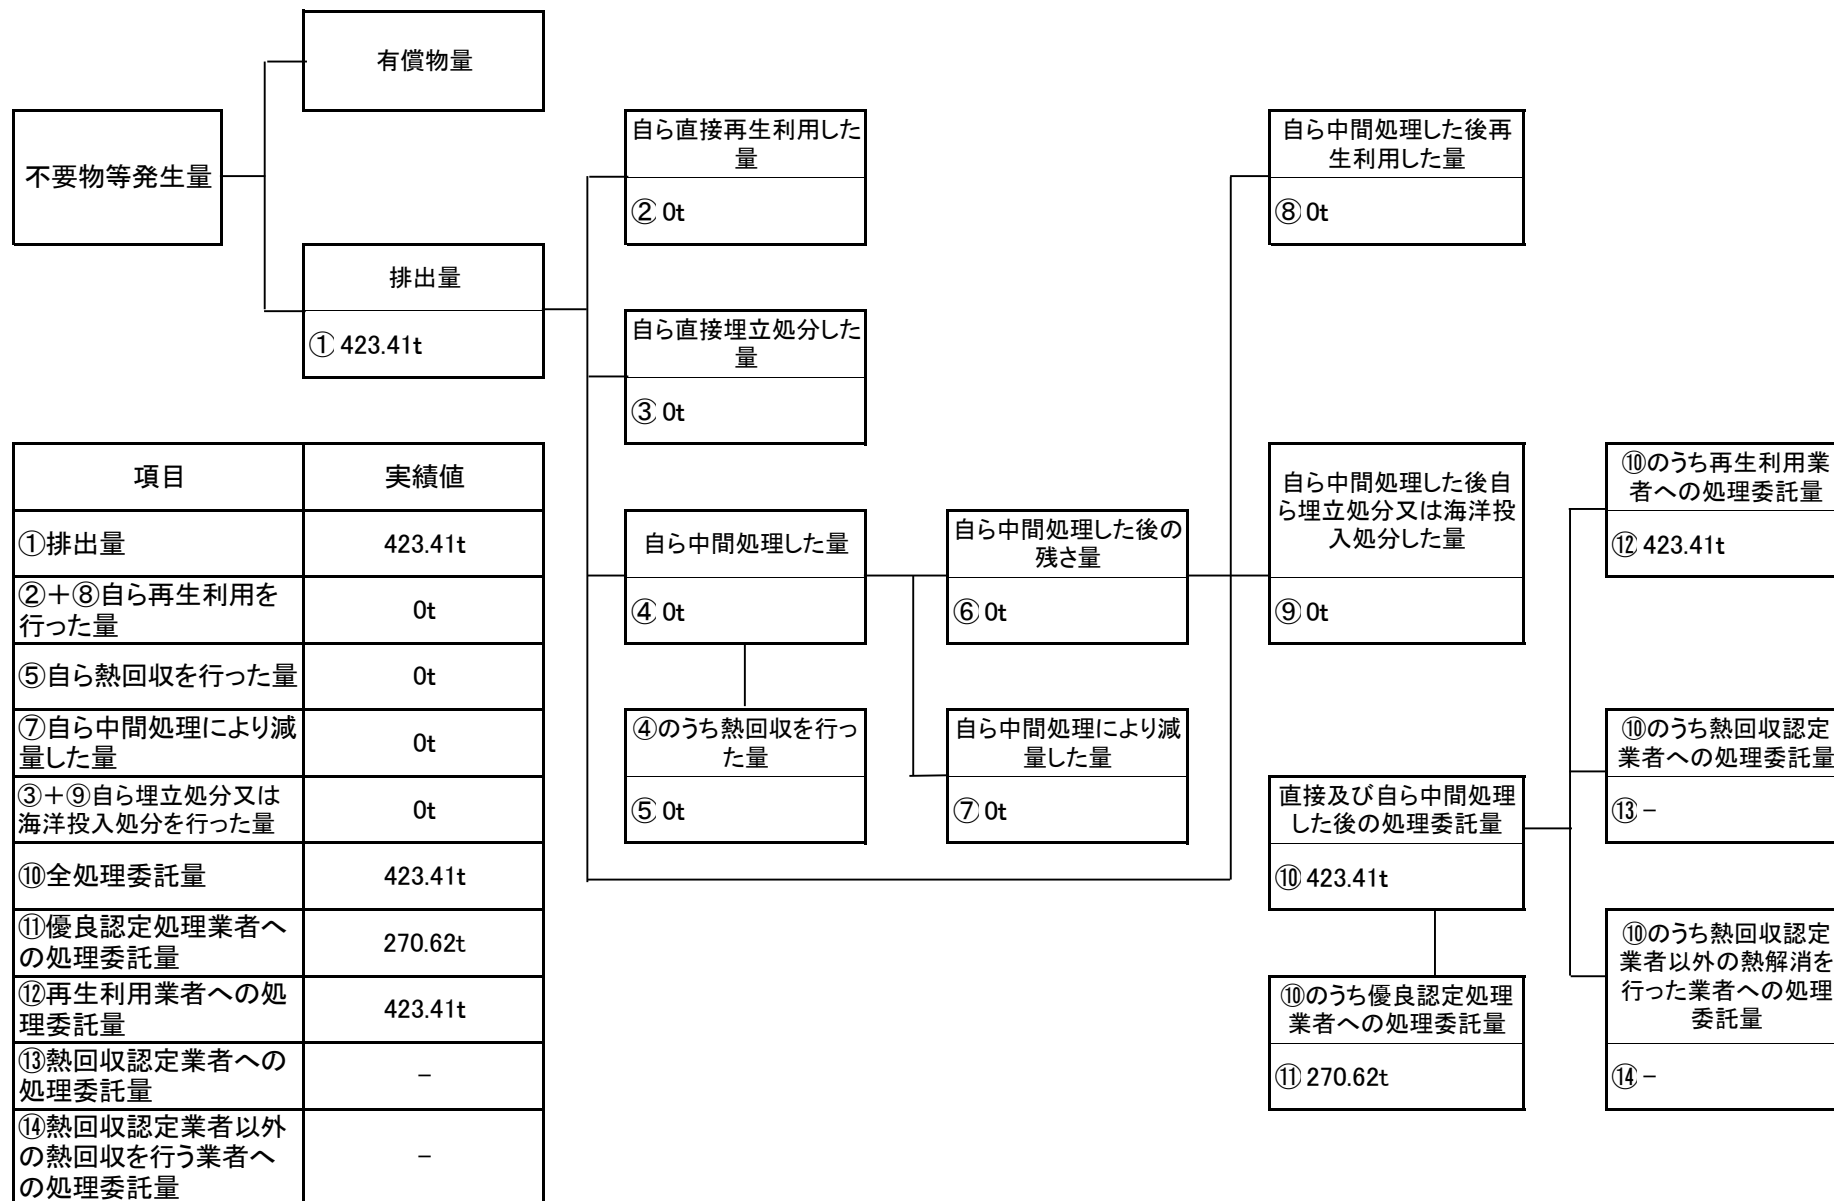 有償物量
不要物等発生量
排出量
① 423.41t
自ら直接再生利用した
量
② 0t
自ら直接埋立処分した
量
③ 0t
自ら中間処理した量
④ 0t
④のうち熱回収を行っ
た量
⑤ 0t
自ら中間処理した後の
残さ量
⑥ 0t
自ら中間処理により減
量した量
⑦ 0t
自ら中間処理した後再
生利用した量
⑧ 0t
自ら中間処理した後自
ら埋立処分又は海洋投
入処分した量
⑨ 0t
直接及び自ら中間処理
した後の処理委託量
⑩ 423.41t
⑩のうち優良認定処理
業者への処理委託量
⑪ 270.62t
⑩のうち再生利用業
者への処理委託量
⑫ 423.41t
⑩のうち熱回収認定
業者への処理委託量
⑬ －
⑩のうち熱回収認定
業者以外の熱解消を
行った業者への処理
委託量
⑭ －
項目 実績値
①排出量 423.41t
②＋⑧自ら再生利用を
行った量 0t
⑤自ら熱回収を行った量 0t
⑦自ら中間処理により減
量した量 0t
③＋⑨自ら埋立処分又は
海洋投入処分を行った量 0t
⑩全処理委託量 423.41t
⑪優良認定処理業者へ
の処理委託量 270.62t
⑫再生利用業者への処
理委託量 423.41t
⑬熱回収認定業者への
処理委託量 －
⑭熱回収認定業者以外
の熱回収を行う業者へ
の処理委託量 －